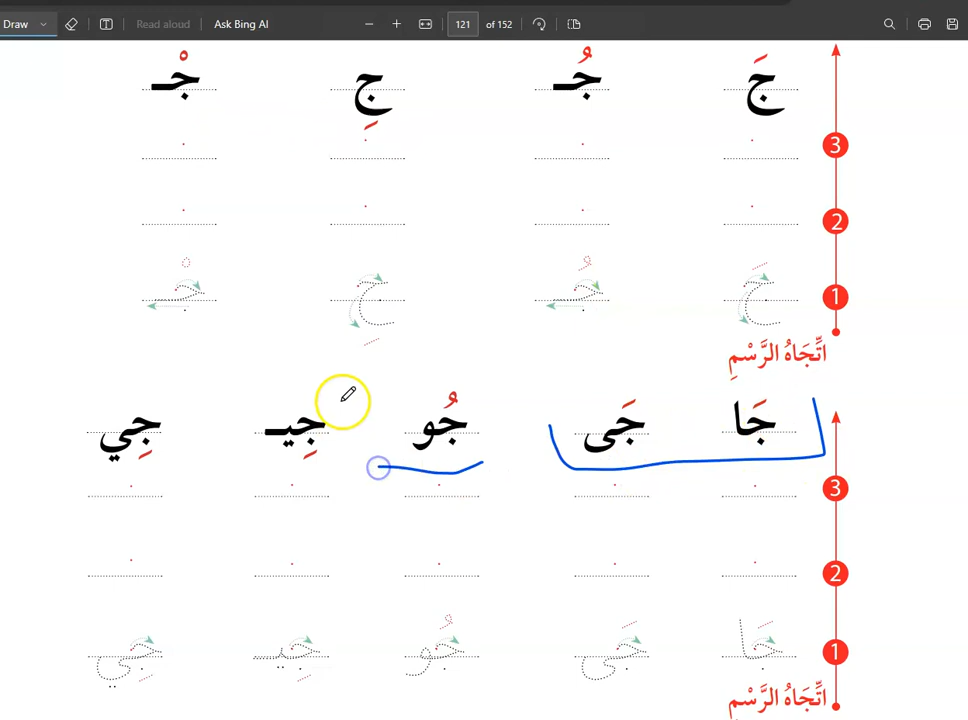 Draw Read aloud Ask Bing AI 121 of 152
جَ جُـ جِ جْـ
3
2
جَ جُـ جِ جْـ 1
اتِّجَاهُ الرَّسْمِ
جَا جَى جُو جِيـ جِي
3
2
جَا جَى جُو جِيـ جِي 1
اتِّجَاهُ الرَّسْمِ